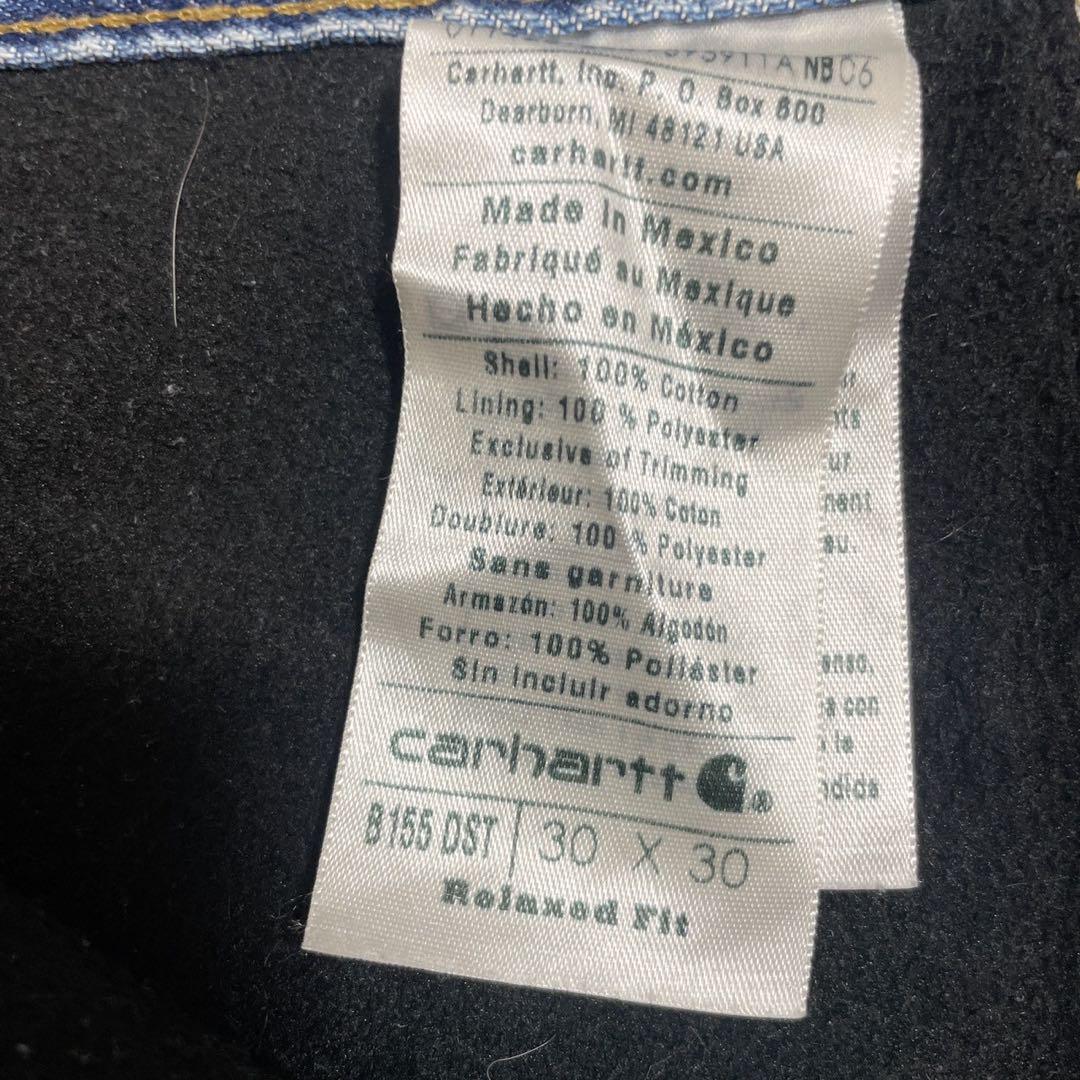 NB 06
Carhartt, Inc. P. O. Box 600
Dearborn, MI 48121 USA
carhartt.com
Made in Mexico
Fabriqué au Mexique
Hecho en México
Shell: 100% Cotton
Lining: 100 % Polyester
Exclusive of Trimming
Extérieur: 100% Coton
Doublure: 100 % Polyester
Sans garniture
Armazón: 100% Algodón
Forro: 100% Poliéster
Sin incluir adorno
carhartt
B155 DST 30 X 30
Relaxed Fit